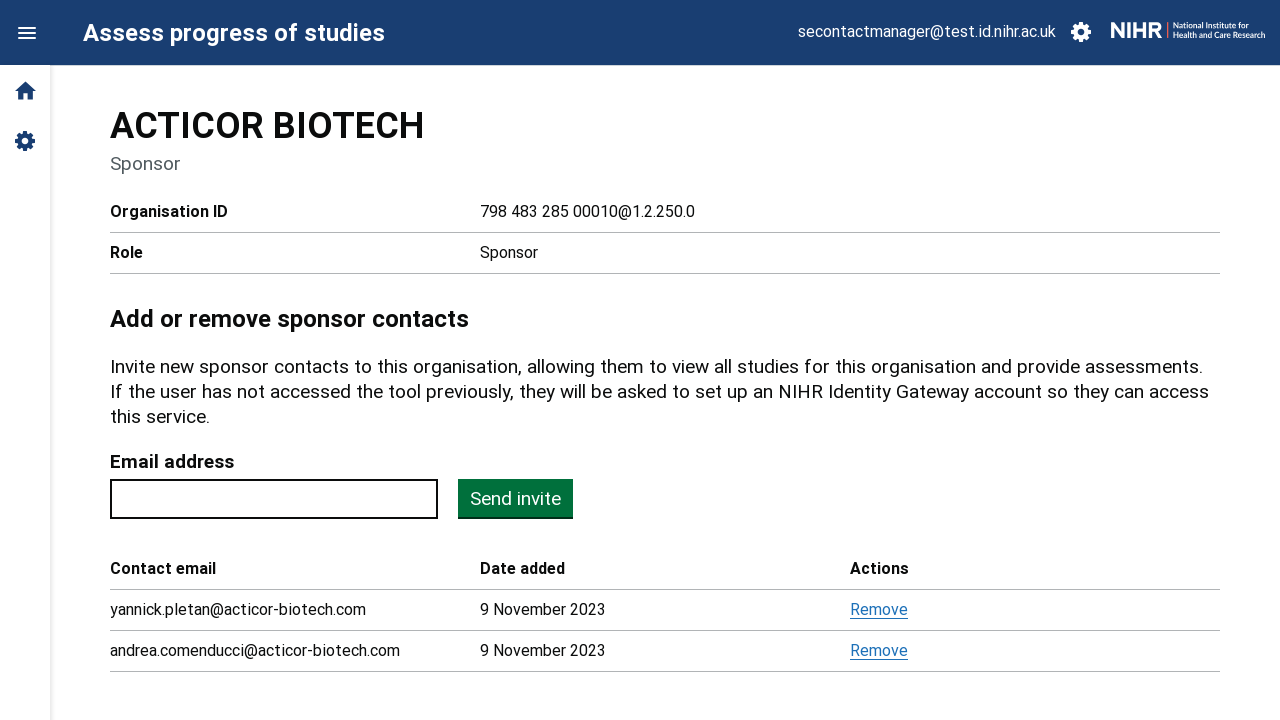 Assess progress of studies
secontactmanager@test.id.nihr.ac.uk
NIHR | National Institute for
Health and Care Research
ACTICOR BIOTECH
Sponsor
Organisation ID 798 483 285 00010@1.2.250.0
Role Sponsor
Add or remove sponsor contacts
Invite new sponsor contacts to this organisation, allowing them to view all studies for this organisation and provide assessments.
If the user has not accessed the tool previously, they will be asked to set up an NIHR Identity Gateway account so they can access
this service.
Email address
Send invite
Contact email Date added Actions
yannick.pletan@acticor-biotech.com 9 November 2023 Remove
andrea.comenducci@acticor-biotech.com 9 November 2023 Remove